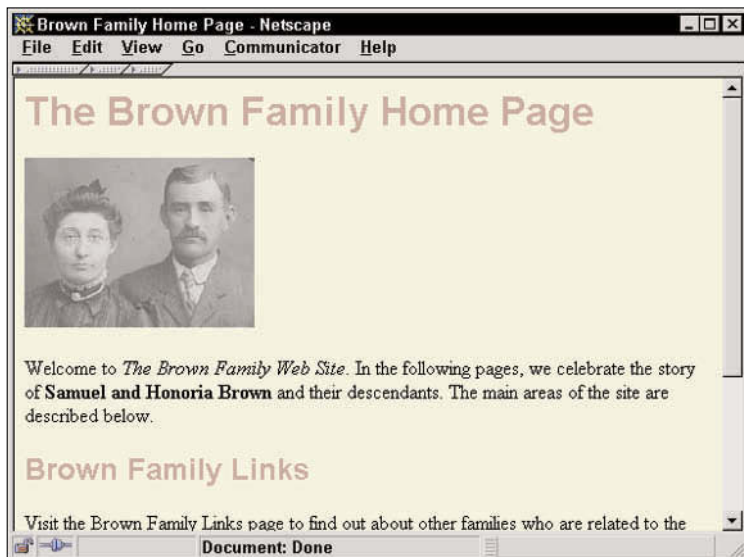 Brown Family Home Page - Netscape
File Edit View Go Communicator Help
The Brown Family Home Page
Welcome to The Brown Family Web Site. In the following pages, we celebrate the story
of Samuel and Honoria Brown and their descendants. The main areas of the site are
described below.
Brown Family Links
Visit the Brown Family Links page to find out about other families who are related to the
Document: Done